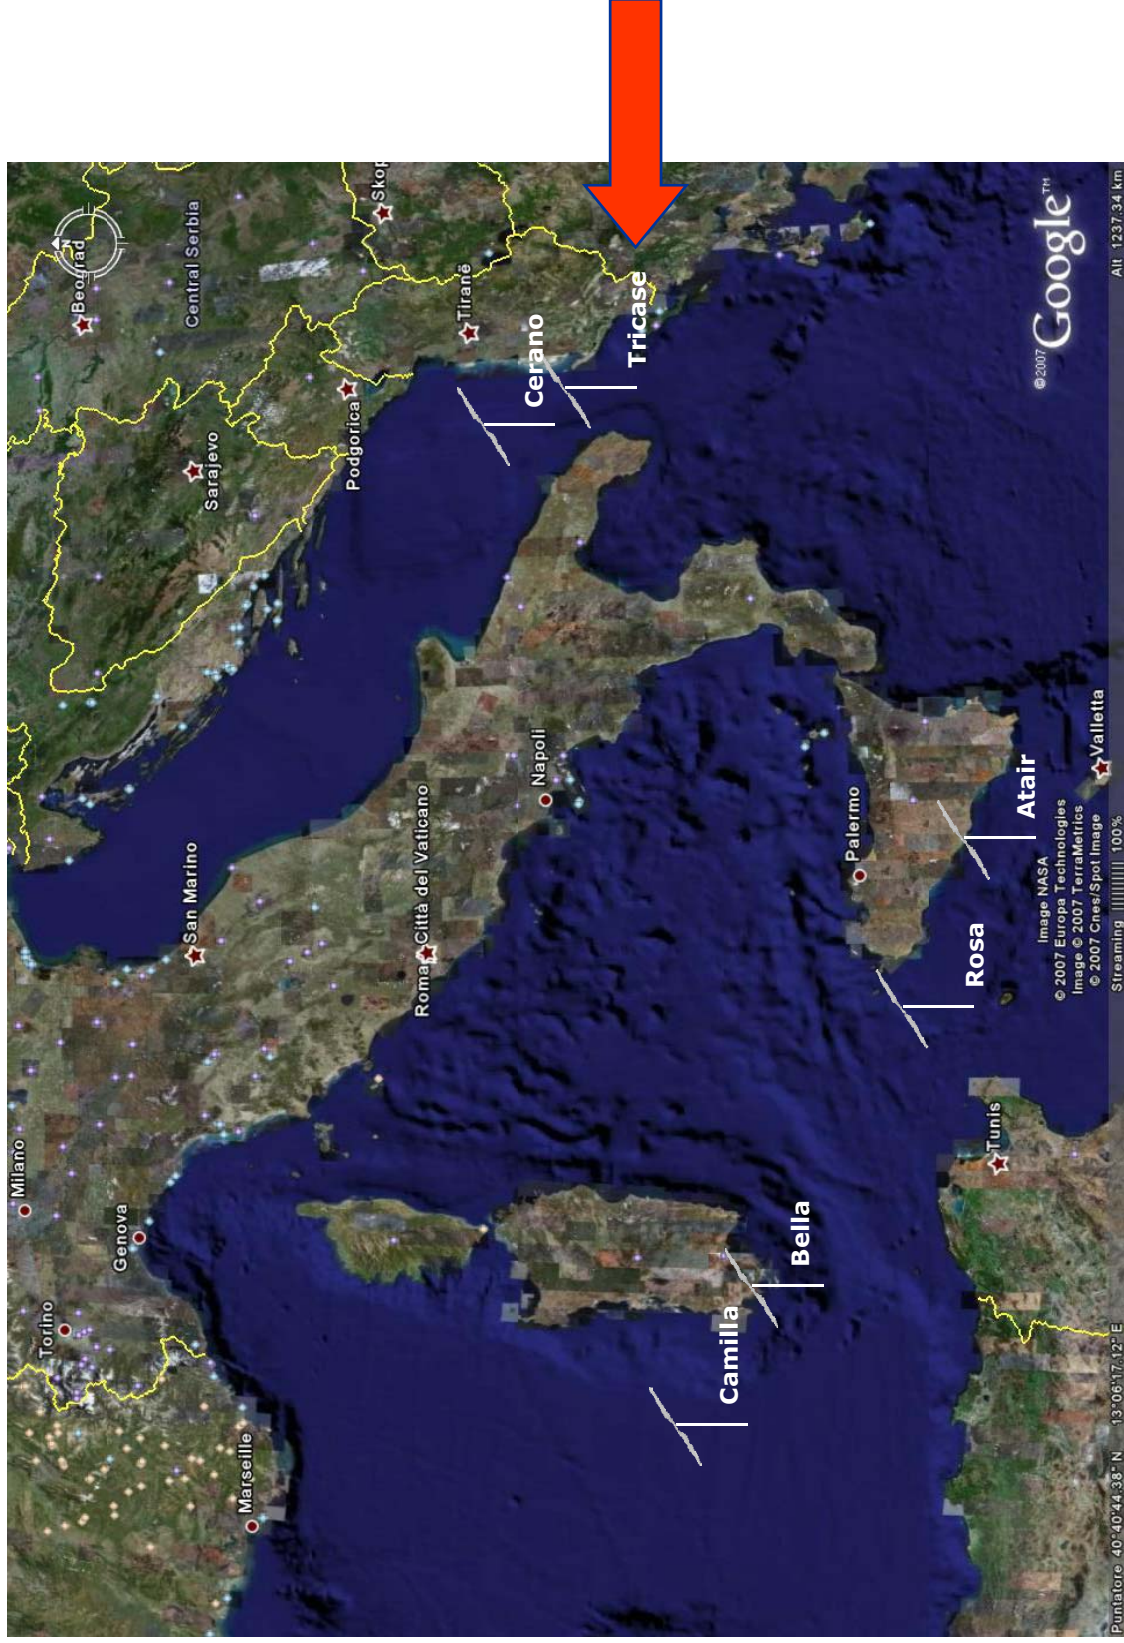 Milano
Torino
N
Beograd
Genova
San Marino
Central Serbia
Sarajevo
Marseille
Podgorica
Skop
Roma Città del Vaticano
Tiranë
Cerano
Napoli
Tricase
Camilla
Bella
Palermo
Rosa
Tunis
Atair
Image NASA
© 2007 Europa Technologies
Image © 2007 TerraMetrics
© 2007 Cnes/Spot Image
©2007 Google™
Valletta
Puntatore 40°40'44.38" N 13°06'17.12" E Streaming |||||||||| 100% Alt 1237.34 km